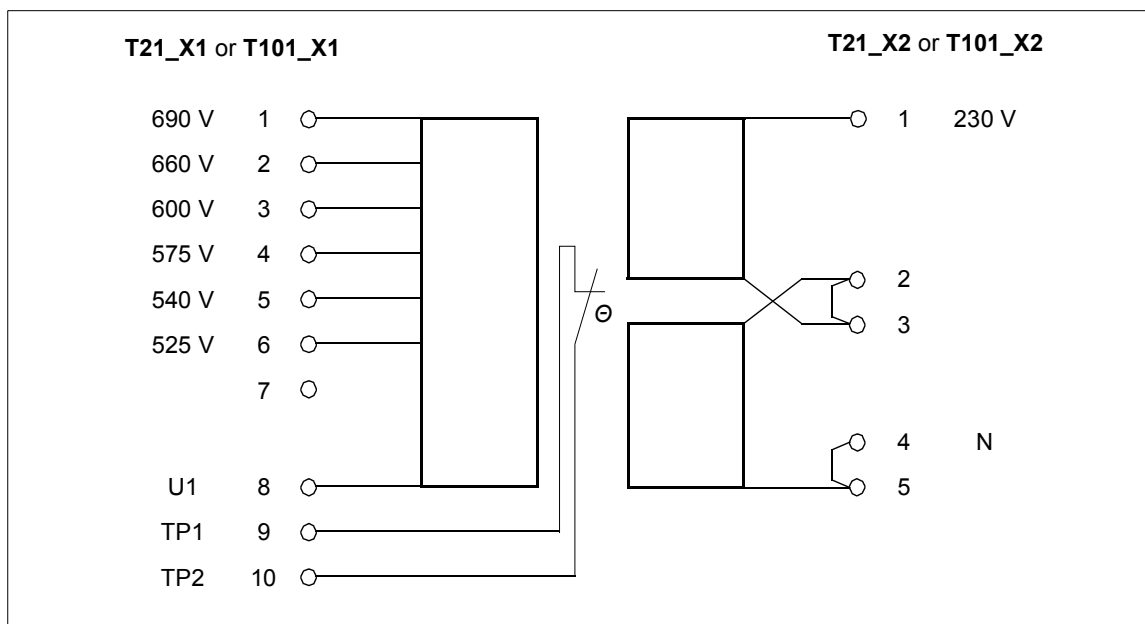 T21_X1 or T101_X1
T21_X2 or T101_X2
690 V 1
1 230 V
660 V 2
600 V 3
575 V 4
2
540 V 5
Θ
3
525 V 6
7
4 N
U1 8
5
TP1 9
TP2 10